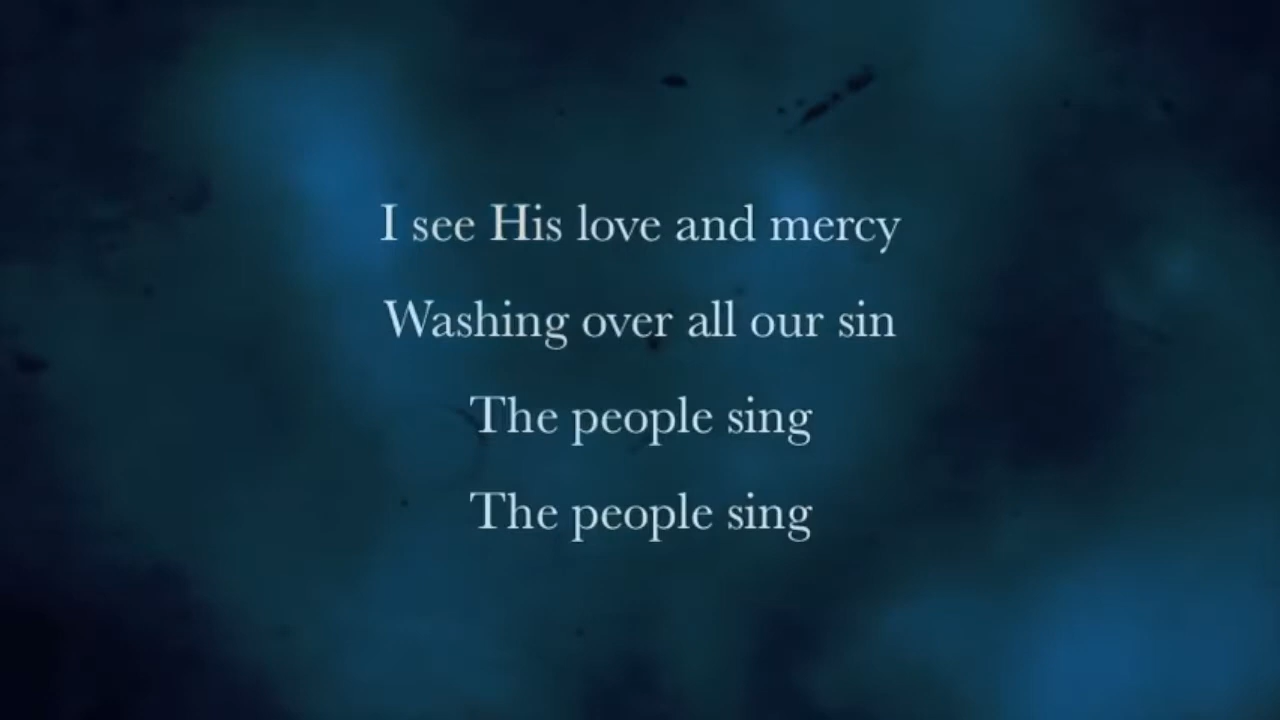 I see His love and mercy
Washing over all our sin
The people sing
The people sing